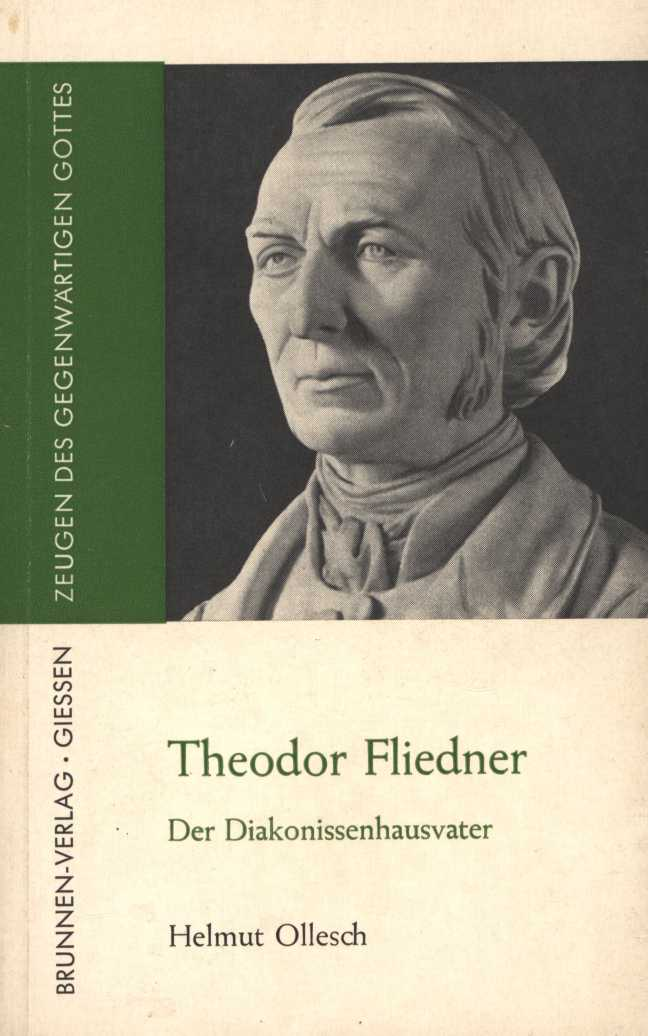 ZEUGEN DES GEGENWÄRTIGEN GOTTES
BRUNNEN-VERLAG · GIESSEN
Theodor Fliedner
Der Diakonissenhausvater
Helmut Ollesch